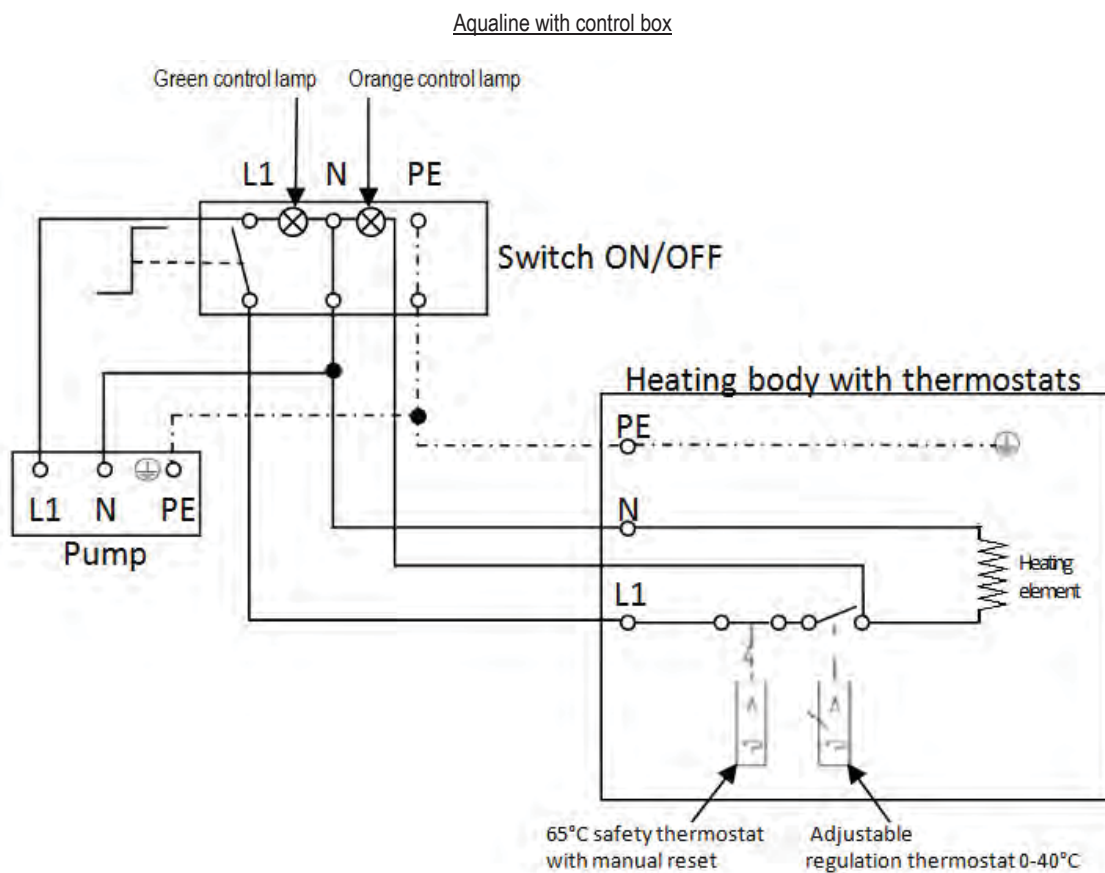 Aqualine with control box
Green control lamp
Orange control lamp
L1
N
PE
Switch ON/OFF
Heating body with thermostats
PE
L1
N
PE
Pump
N
Heating
element
L1
65°C safety thermostat
with manual reset
Adjustable
regulation thermostat 0-40°C